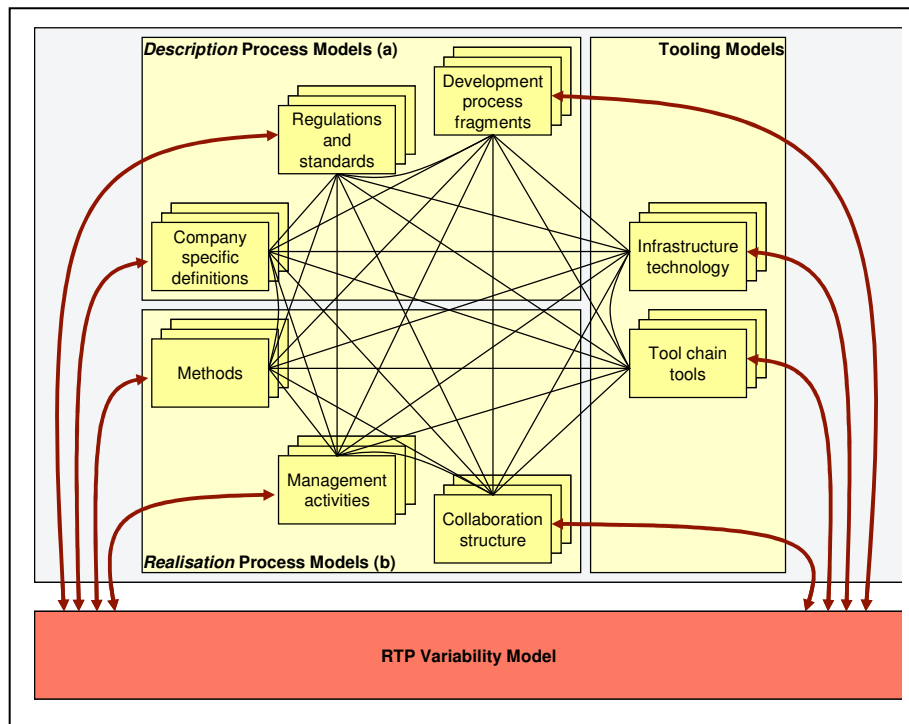 Description Process Models (a)
Tooling Models
Development
process
fragments
Regulations
and
standards
Company
specific
definitions
Infrastructure
technology
Methods
Tool chain
tools
Management
activities
Collaboration
structure
Realisation Process Models (b)
RTP Variability Model